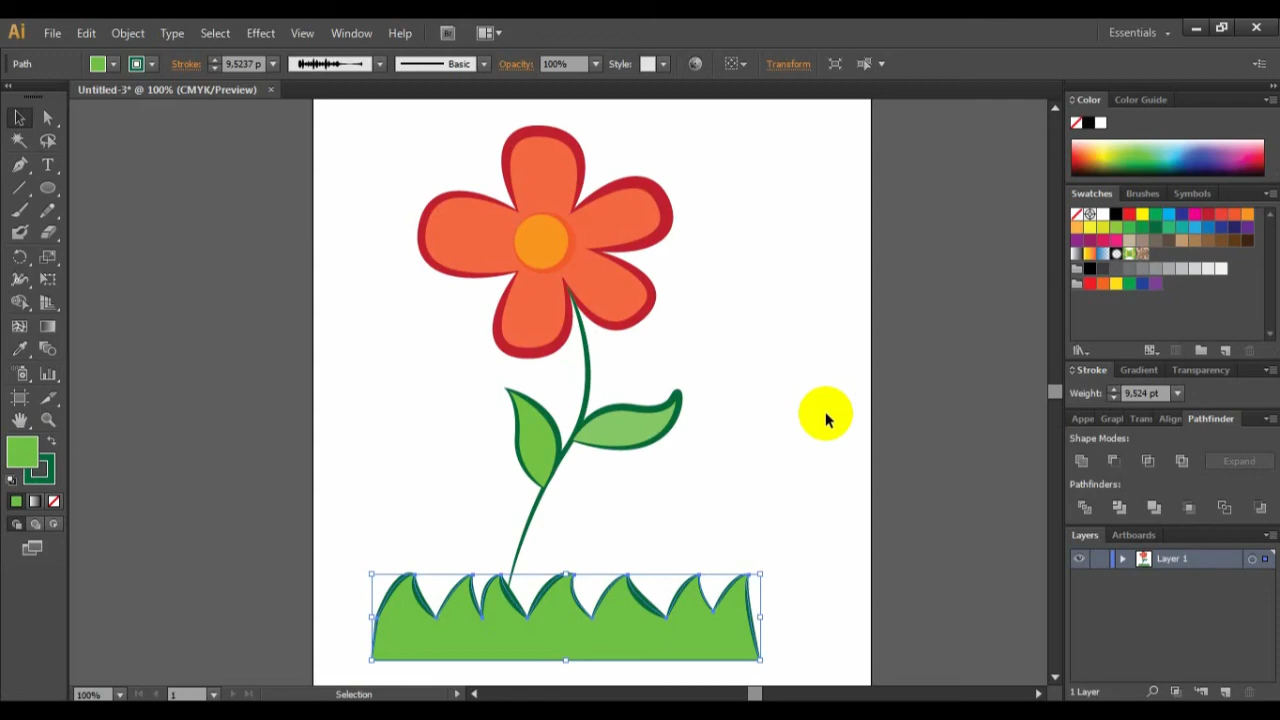 Ai File Edit Object Type Select Effect View Window Help Br Essentials
Path Stroke: 9,5237 p Basic Opacity: 100% Style: Transform
Untitled-3* @ 100% (CMYK/Preview)
Color Color Guide
Swatches Brushes Symbols
Stroke Gradient Transparency
Weight: 9,524 pt
Appe Grapl Trans Align Pathfinder
Shape Modes:
Expand
Pathfinders:
Layers Artboards
Layer 1
100% 1 Selection 1 Layer